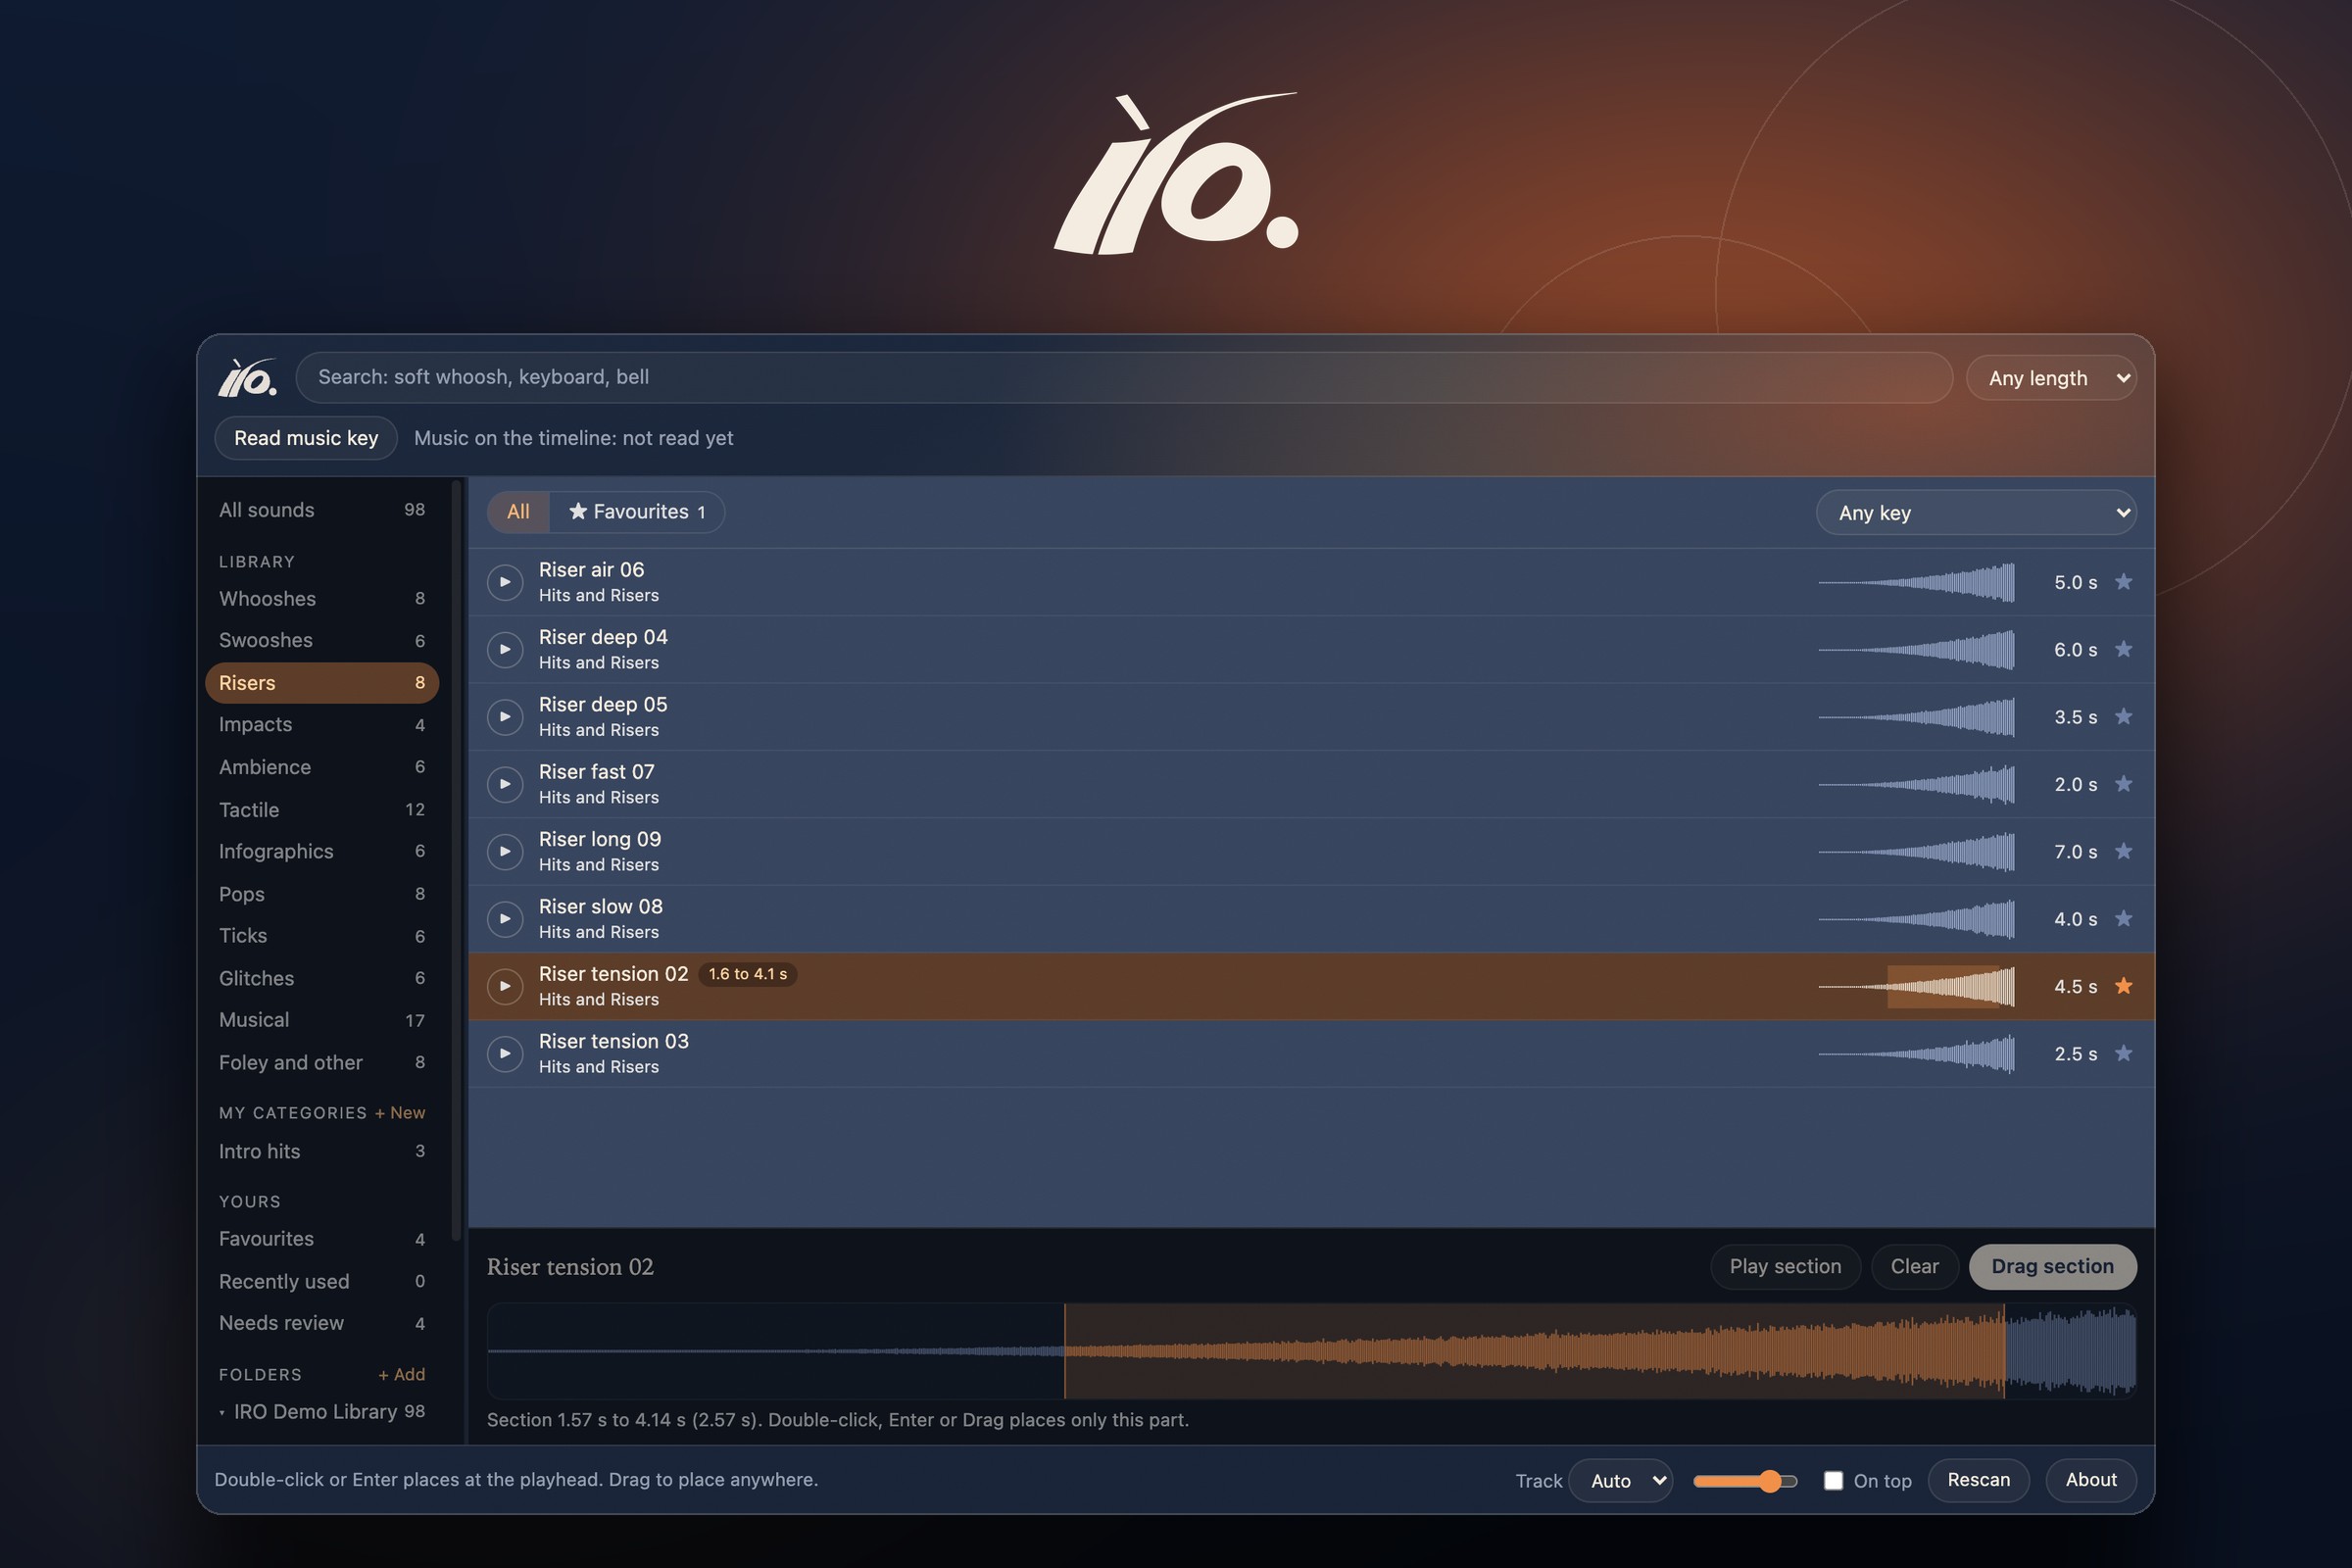 ìro.
ìro.
Search: soft whoosh, keyboard, bell
Any length
Read music key
Music on the timeline: not read yet
All sounds 98
LIBRARY
Whooshes 8
Swooshes 6
Risers 8
Impacts 4
Ambience 6
Tactile 12
Infographics 6
Pops 8
Ticks 6
Glitches 6
Musical 17
Foley and other 8
MY CATEGORIES + New
Intro hits 3
YOURS
Favourites 4
Recently used 0
Needs review 4
FOLDERS + Add
IRO Demo Library 98
All
Favourites 1
Any key
Riser air 06
Hits and Risers
5.0 s
Riser deep 04
Hits and Risers
6.0 s
Riser deep 05
Hits and Risers
3.5 s
Riser fast 07
Hits and Risers
2.0 s
Riser long 09
Hits and Risers
7.0 s
Riser slow 08
Hits and Risers
4.0 s
Riser tension 02 1.6 to 4.1 s
Hits and Risers
4.5 s
Riser tension 03
Hits and Risers
2.5 s
Riser tension 02
Play section
Clear
Drag section
Section 1.57 s to 4.14 s (2.57 s). Double-click, Enter or Drag places only this part.
Double-click or Enter places at the playhead. Drag to place anywhere.
Track
Auto
On top
Rescan
About